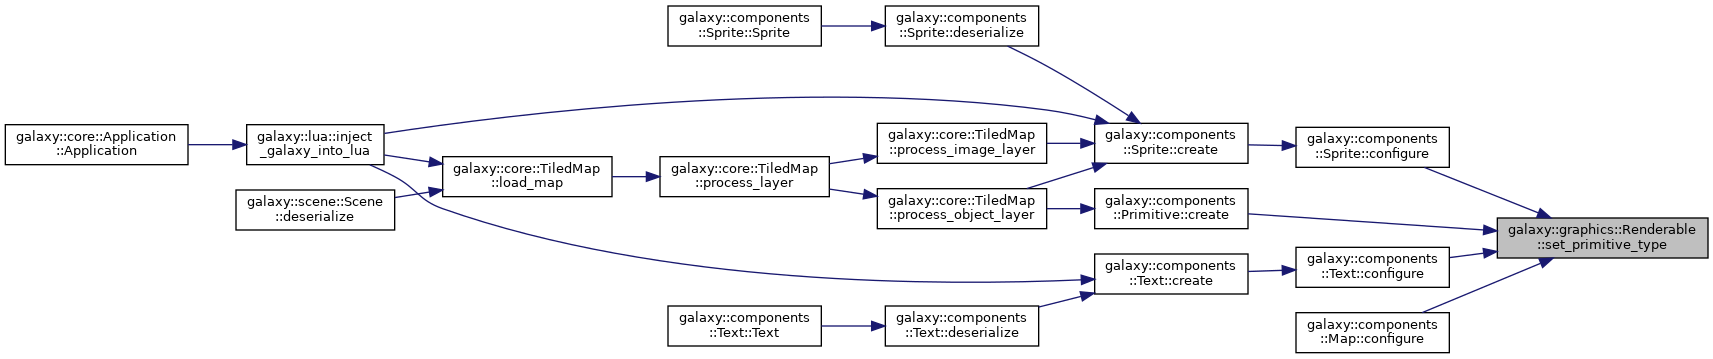 galaxy::components
::Sprite::Sprite
galaxy::components
::Sprite::deserialize
galaxy::core::Application
::Application
galaxy::lua::inject
_galaxy_into_lua
galaxy::scene::Scene
::deserialize
galaxy::core::TiledMap
::load_map
galaxy::core::TiledMap
::process_layer
galaxy::core::TiledMap
::process_image_layer
galaxy::core::TiledMap
::process_object_layer
galaxy::components
::Sprite::create
galaxy::components
::Primitive::create
galaxy::components
::Text::create
galaxy::components
::Text::Text
galaxy::components
::Text::deserialize
galaxy::components
::Sprite::configure
galaxy::components
::Text::configure
galaxy::components
::Map::configure
galaxy::graphics::Renderable
::set_primitive_type